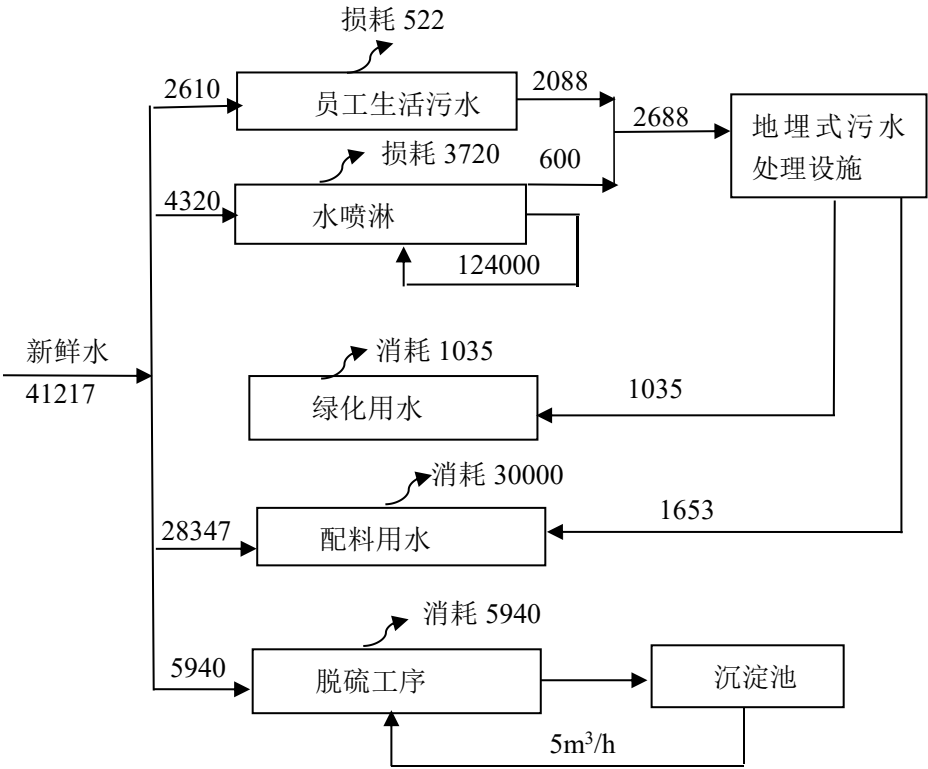 损耗 522
2610
员工生活污水
2088
2688
地埋式污水
处理设施
损耗 3720
600
4320
水喷淋
124000
新鲜水
41217
消耗 1035
绿化用水
1035
消耗 30000
28347
配料用水
1653
消耗 5940
5940
脱硫工序
沉淀池
5m³/h